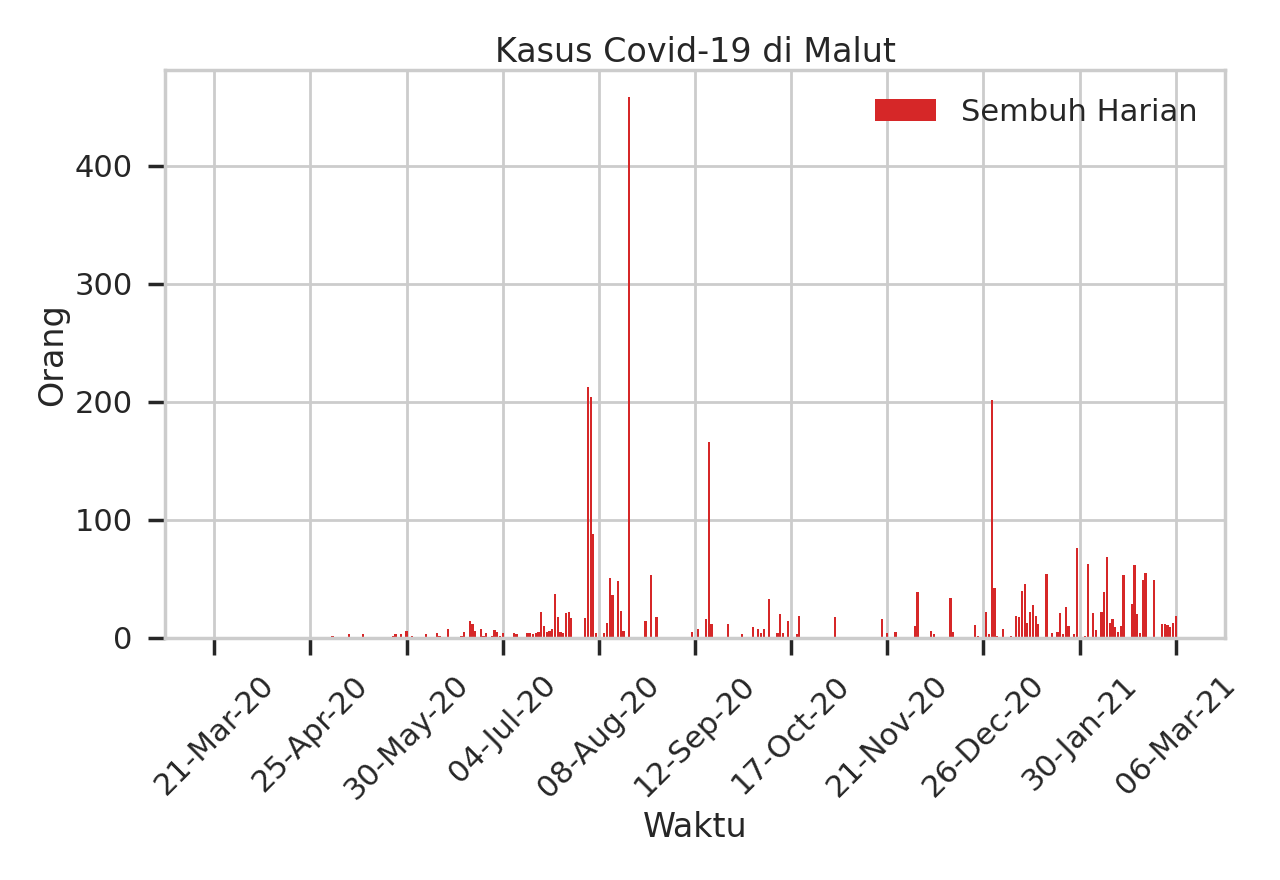 Kasus Covid-19 di Malut
Sembuh Harian
Orang
400
300
200
100
0
21-Mar-20
25-Apr-20
30-May-20
04-Jul-20
08-Aug-20
12-Sep-20
17-Oct-20
21-Nov-20
26-Dec-20
30-Jan-21
06-Mar-21
Waktu